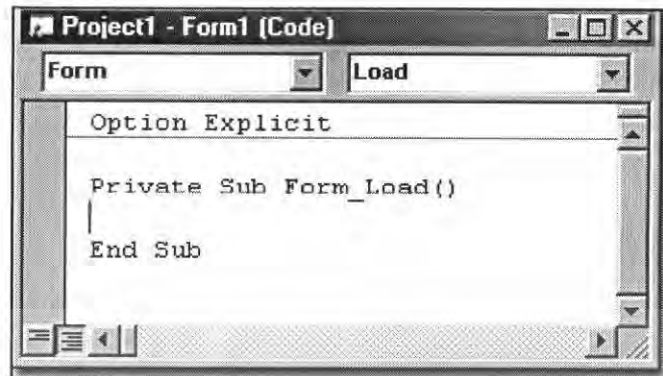 Project1 - Form1 (Code)
Form Load
Option Explicit
Private Sub Form_Load()
End Sub